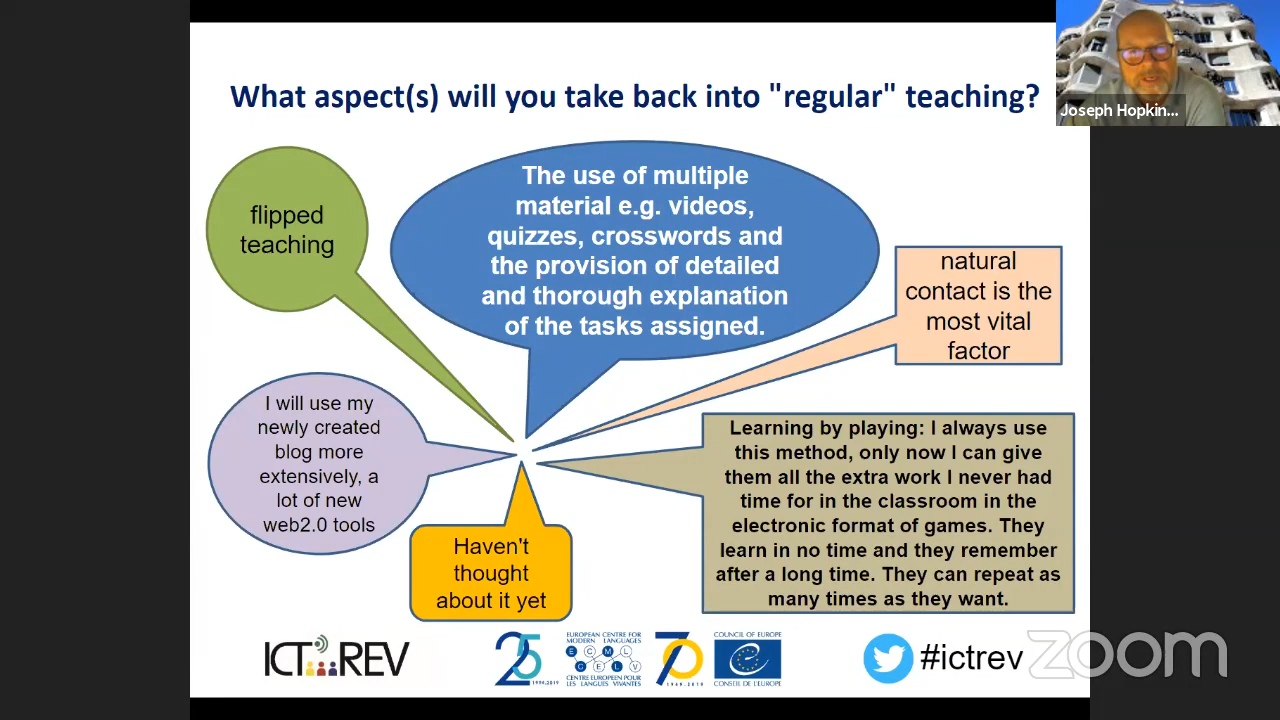 What aspect(s) will you take back into "regular" teaching?
Joseph Hopkin...
flipped
teaching
The use of multiple
material e.g. videos,
quizzes, crosswords and
the provision of detailed
and thorough explanation
of the tasks assigned.
natural
contact is the
most vital
factor
I will use my
newly created
blog more
extensively, a
lot of new
web2.0 tools
Haven't
thought
about it yet
Learning by playing: I always use
this method, only now I can give
them all the extra work I never had
time for in the classroom in the
electronic format of games. They
learn in no time and they remember
after a long time. They can repeat as
many times as they want.
ICT REV
25
1994-2019
EUROPEAN CENTRE FOR
MODERN LANGUAGES
ECML
CELV
CENTRE EUROPEEN POUR
LES LANGUES VIVANTES
70
1949-2019
COUNCIL OF EUROPE
CONSEIL DE L'EUROPE
#ictrev
zoom